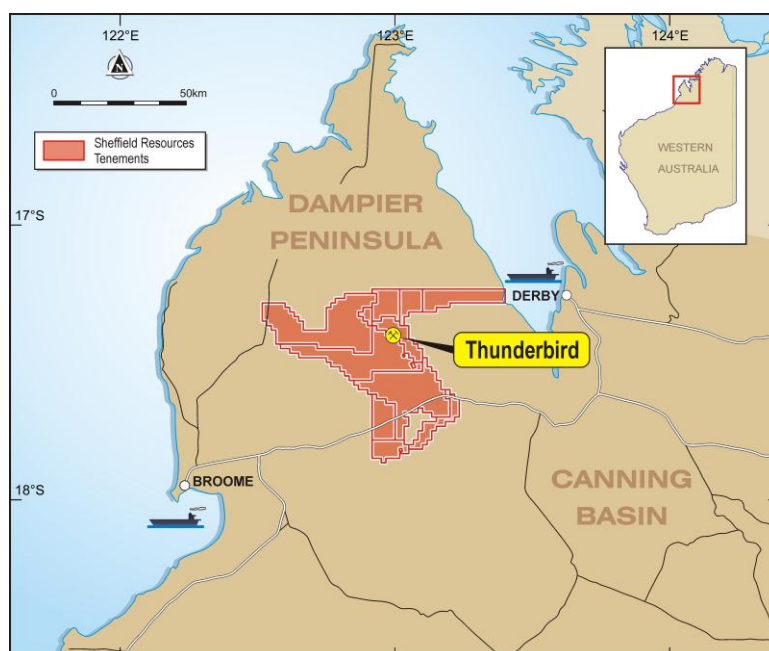 122°E
123°E
124°E
N
0
50km
Sheffield Resources
Tenements
WESTERN
AUSTRALIA
17°S
DAMPIER
PENINSULA
DERBY
Thunderbird
18°S
BROOME
CANNING
BASIN